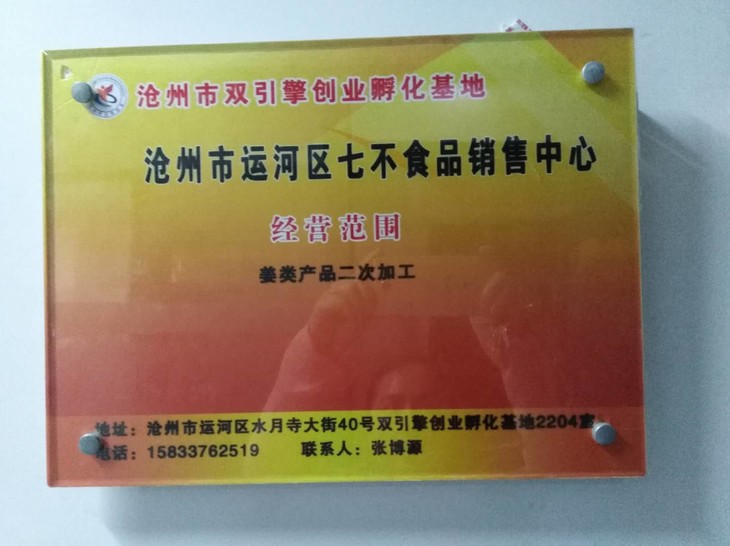 沧州市双引擎创业孵化基地
沧州市运河区七不食品销售中心
经营范围
姜类产品二次加工
地址：沧州市运河区水月寺大街40号双引擎创业孵化基地2204室
电话：15833762519 联系人：张博源